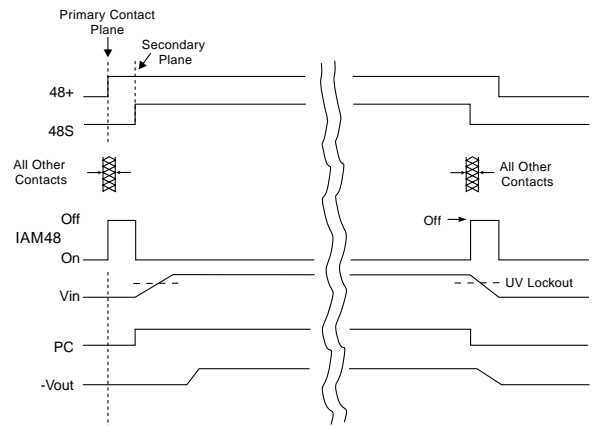 Primary Contact
Plane
Secondary
Plane
48+
48S
All Other
Contacts
All Other
Contacts
Off
Off
IAM48
On
UV Lockout
Vin
PC
-Vout